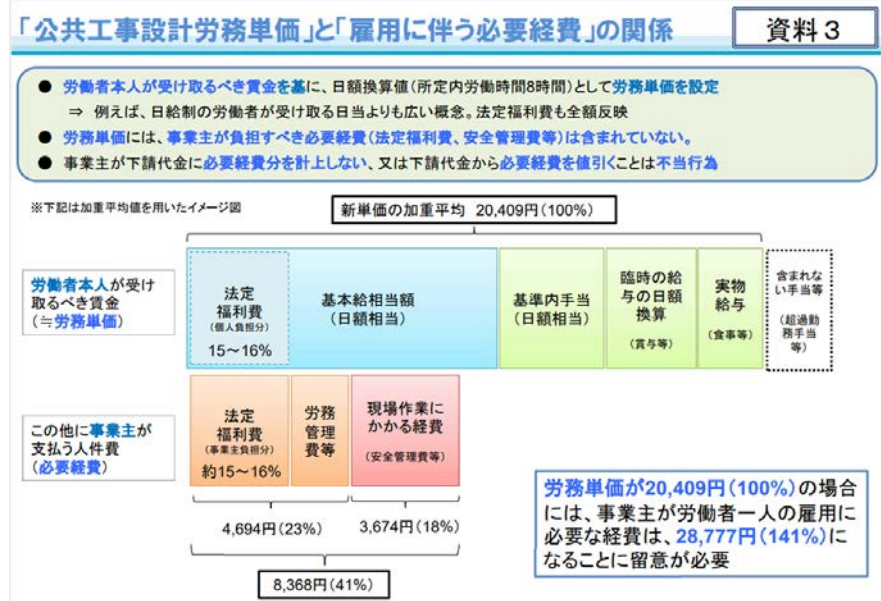 「公共工事設計労務単価」と「雇用に伴う必要経費」の関係
資料３
● 労働者本人が受け取るべき賃金を基に、日額換算値(所定内労働時間8時間)として労務単価を設定
⇒ 例えば、日給制の労働者が受け取る日当よりも広い概念。法定福利費も全額反映
● 労務単価には、事業主が負担すべき必要経費(法定福利費、安全管理費等)は含まれていない。
● 事業主が下請代金に必要経費分を計上しない、又は下請代金から必要経費を値引くことは不当行為
※下記は加重平均値を用いたイメージ図
新単価の加重平均 20,409円(100%)
労働者本人が受け
取るべき賃金
(≒労務単価)
法定
福利費
(個人負担分)
15～16%
基本給相当額
(日額相当)
基準内手当
(日額相当)
臨時の給
与の日額
換算
(賞与等)
実物
給与
(食事等)
含まれな
い手当等
(超過勤
務手当
等)
この他に事業主が
支払う人件費
(必要経費)
法定
福利費
(事業主負担分)
約15～16%
労務
管理
費等
現場作業に
かかる経費
(安全管理費等)
4,694円(23%)
3,674円(18%)
8,368円(41%)
労務単価が20,409円(100%)の場合
には、事業主が労働者一人の雇用に
必要な経費は、28,777円(141%)に
なることに留意が必要